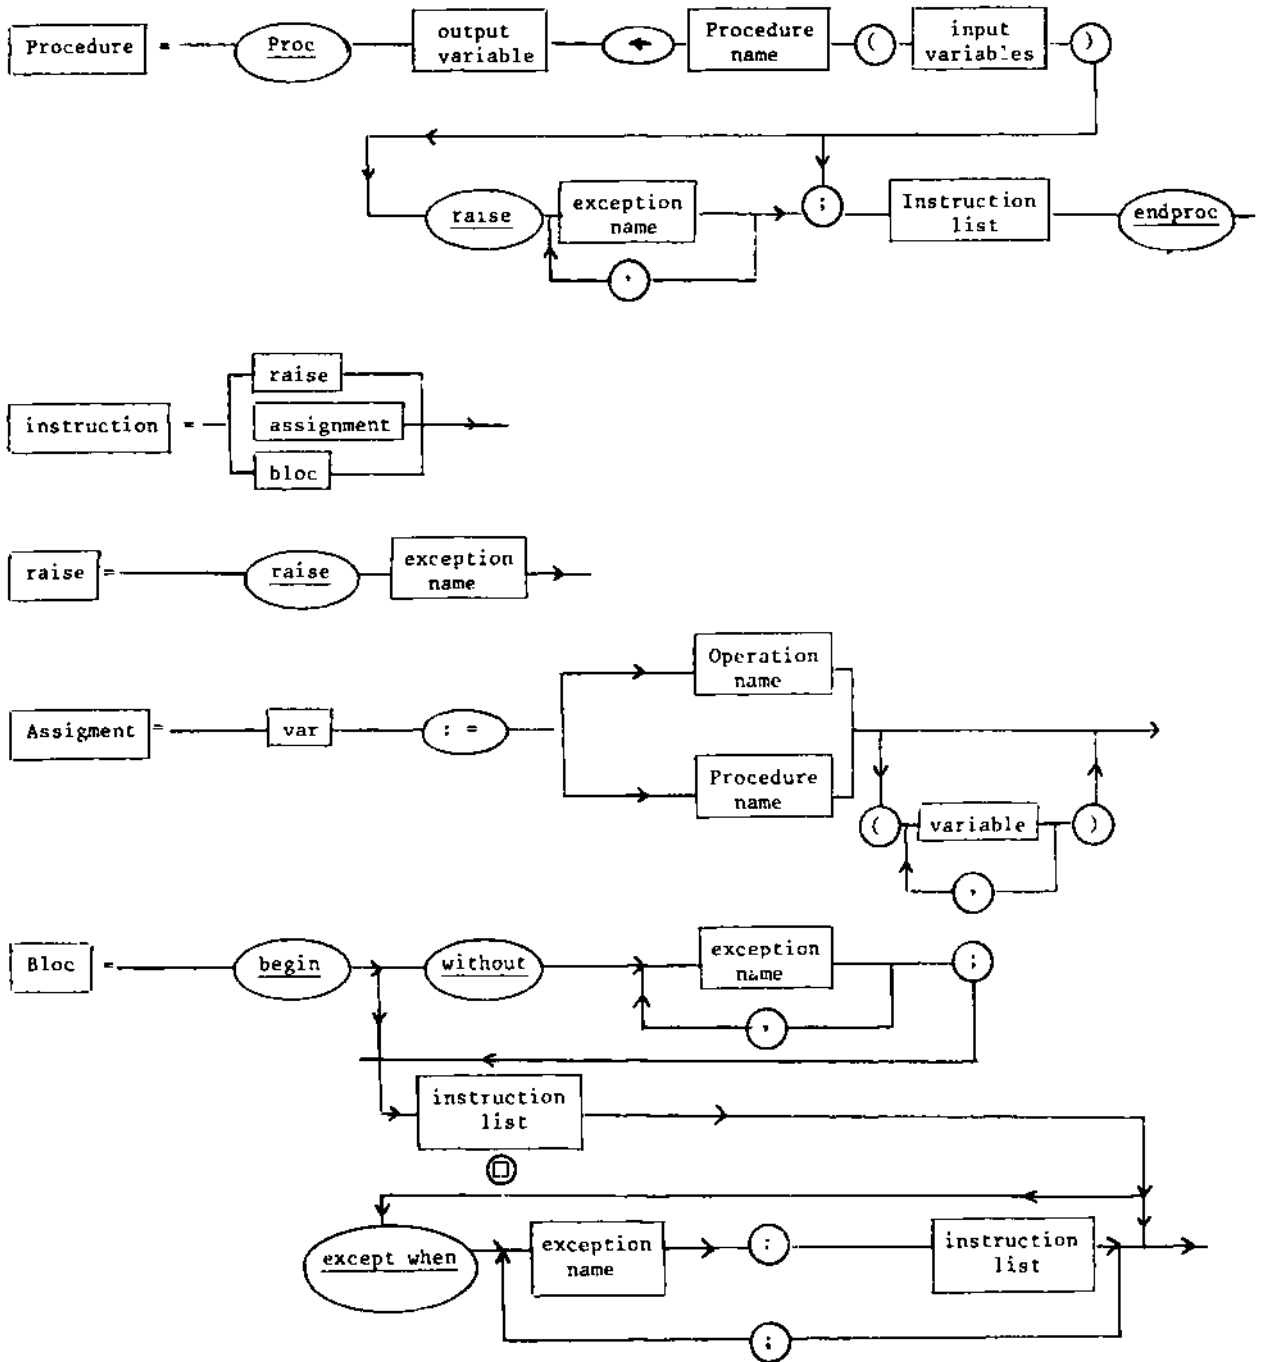 Procedure = Proc output variable ← Procedure name ( input variables )
raise exception name ; Instruction list endproc
,
raise
instruction = assignment
bloc
raise = raise exception name
Operation name
Assigment = var := 
Procedure name
( variable )
,
Bloc = begin without exception name ;
,
instruction list
except when exception name : instruction list
;